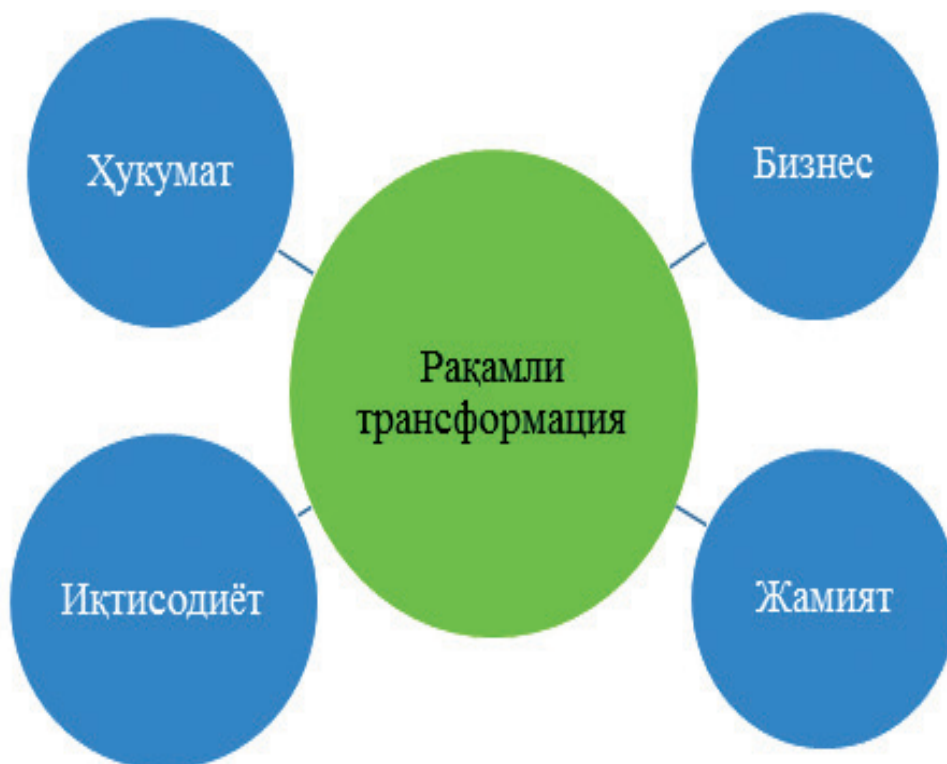 Ҳукумат
Бизнес
Рақамли
трансформация
Иқтисодиёт
Жамият